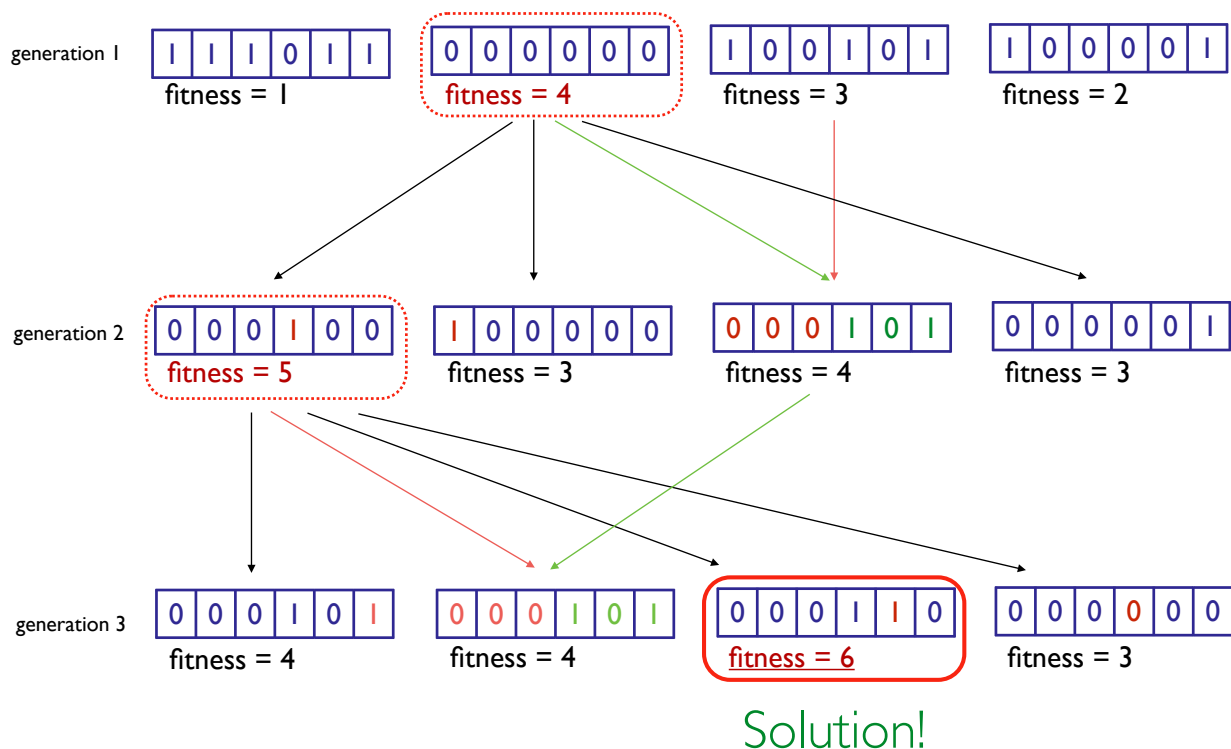 generation 1
1 1 1 0 1 1
0 0 0 0 0 0
1 0 0 1 0 1
1 0 0 0 0 1
fitness = 1
fitness = 4
fitness = 3
fitness = 2
generation 2
0 0 0 1 0 0
1 0 0 0 0 0
0 0 0 1 0 1
0 0 0 0 0 1
fitness = 5
fitness = 3
fitness = 4
fitness = 3
generation 3
0 0 0 1 0 1
0 0 0 1 0 1
0 0 0 1 1 0
0 0 0 0 0 0
fitness = 4
fitness = 4
fitness = 6
fitness = 3
Solution!